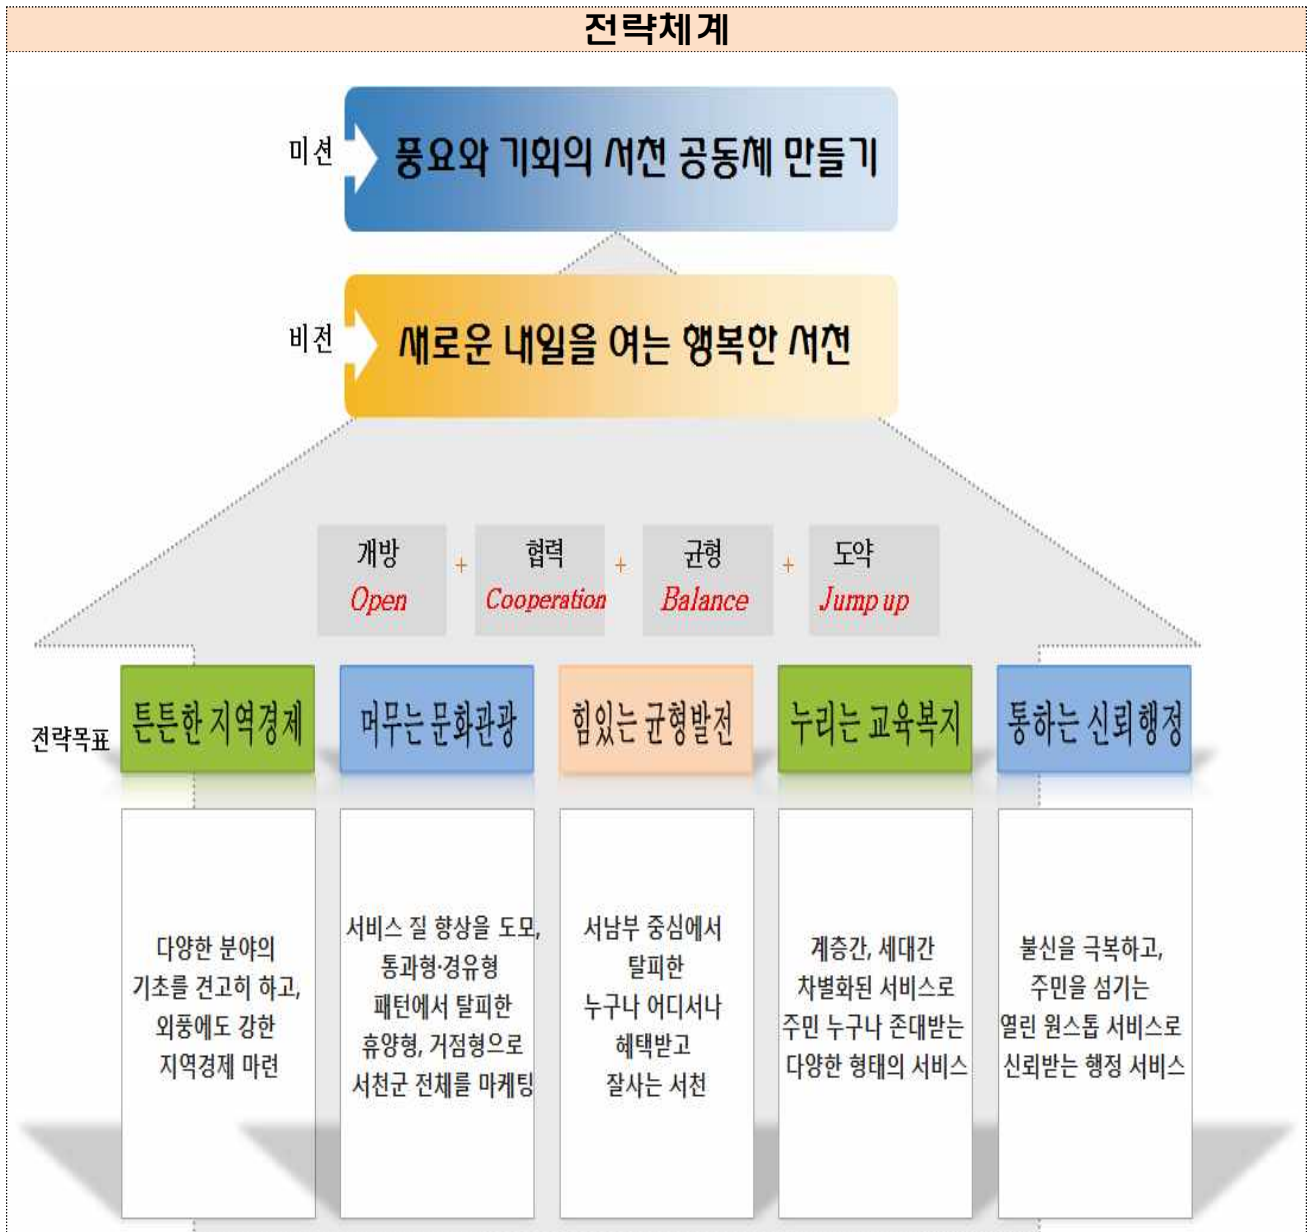 전략체계
미션
풍요와 기회의 서천 공동체 만들기
비전
새로운 내일을 여는 행복한 서천
개방 + 협력 + 균형 + 도약
Open Cooperation Balance Jump up
전략목표
튼튼한 지역경제
머무는 문화관광
힘있는 균형발전
누리는 교육복지
통하는 신뢰행정
다양한 분야의
기초를 견고히 하고,
외풍에도 강한
지역경제 마련
서비스 질 향상을 도모,
통과형·경유형
패턴에서 탈피한
휴양형, 거점형으로
서천군 전체를 마케팅
서남부 중심에서
탈피한
누구나 어디서나
혜택받고
잘사는 서천
계층간, 세대간
차별화된 서비스로
주민 누구나 존대받는
다양한 형태의 서비스
불신을 극복하고,
주민을 섬기는
열린 원스톱 서비스로
신뢰받는 행정 서비스